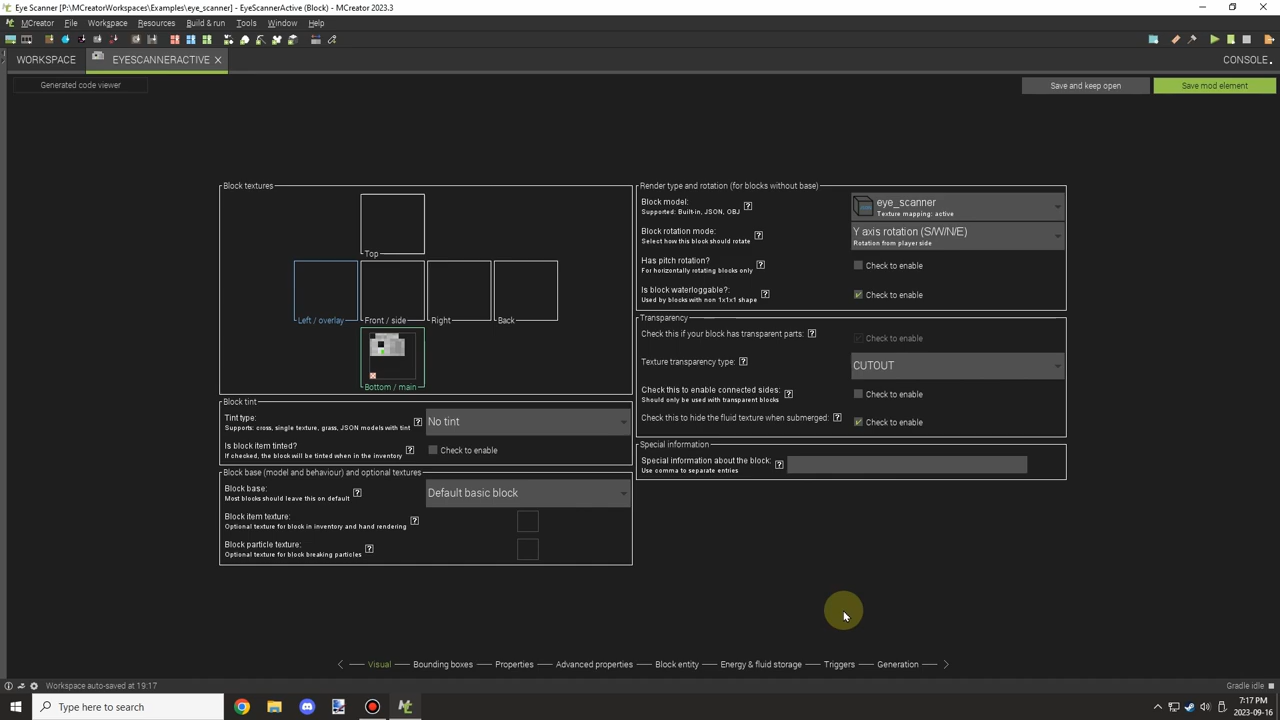 Eye Scanner [P:\MCreatorWorkspaces\Examples\eye_scanner] - EyeScannerActive (Block) - MCreator 2023.3
MCreator File Workspace Resources Build & run Tools Window Help
WORKSPACE EYESCANNERACTIVE CONSOLE
Generated code viewer Save and keep open Save mod element
Block textures
Top
Left / overlay Front / side Right Back
Bottom / main
Block tint
Tint type:
Supports: cross, single texture, grass, JSON models with tint
No tint
Is block item tinted?
If checked, the block will be tinted when in the inventory
Check to enable
Block base (model and behaviour) and optional textures
Block base:
Most blocks should leave this on default
Default basic block
Block item texture:
Optional texture for block in inventory and hand rendering
Block particle texture:
Optional texture for block breaking particles
Render type and rotation (for blocks without base)
Block model:
Supported: Built-in, JSON, OBJ
eye_scanner
Texture mapping: active
Block rotation mode:
Select how this block should rotate
Y axis rotation (S/W/N/E)
Rotation from player side
Has pitch rotation?
For horizontally rotating blocks only
Check to enable
Is block waterloggable?:
Used by blocks with non 1x1x1 shape
Check to enable
Transparency
Check this if your block has transparent parts:
Check to enable
Texture transparency type:
CUTOUT
Check this to enable connected sides:
Should only be used with transparent blocks
Check to enable
Check this to hide the fluid texture when submerged:
Check to enable
Special information
Special information about the block:
Use comma to separate entries
Visual Bounding boxes Properties Advanced properties Block entity Energy & fluid storage Triggers Generation
Workspace auto-saved at 19:17 Gradle idle
Type here to search
7:17 PM
2023-09-16